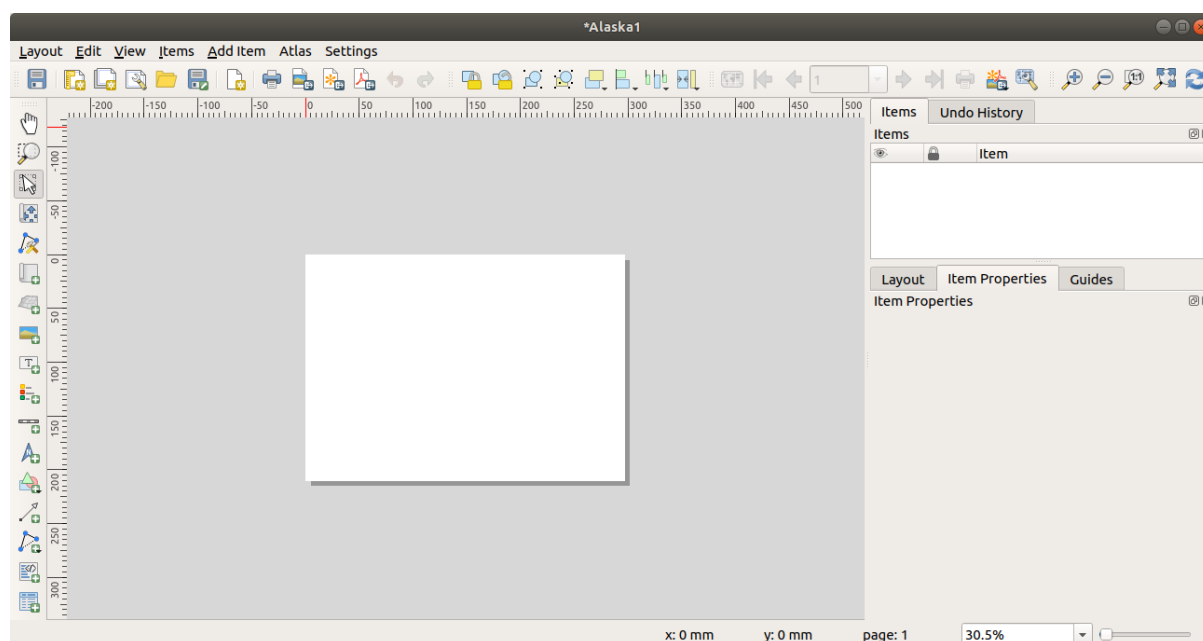 *Alaska1
Layout Edit View Items Add Item Atlas Settings
1
-200 -150 -100 -50 0 50 100 150 200 250 300 350 400 450 500
Items Undo History
Items
Item
Layout Item Properties Guides
Item Properties
-100
-50
0
50
100
150
200
250
300
x: 0 mm y: 0 mm page: 1 30.5%